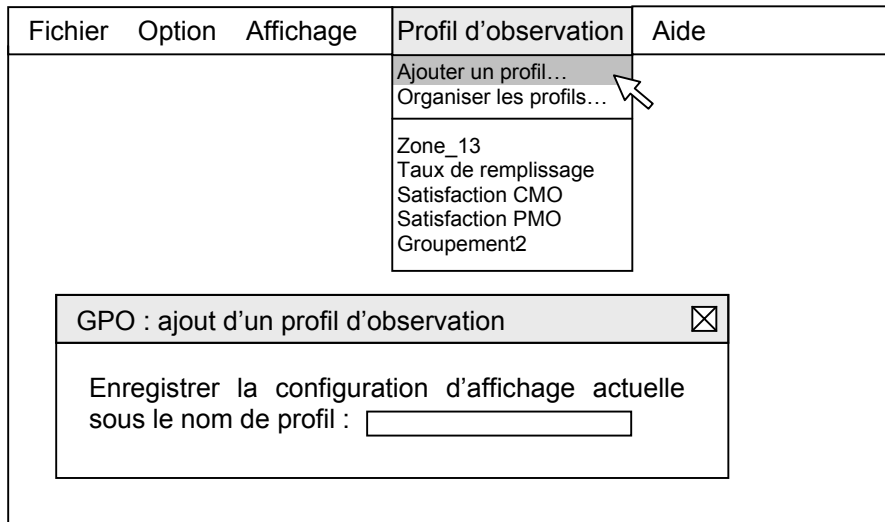 Fichier Option Affichage Profil d’observation Aide
Ajouter un profil…
Organiser les profils…
Zone_13
Taux de remplissage
Satisfaction CMO
Satisfaction PMO
Groupement2
GPO : ajout d’un profil d’observation
Enregistrer la configuration d’affichage actuelle
sous le nom de profil :